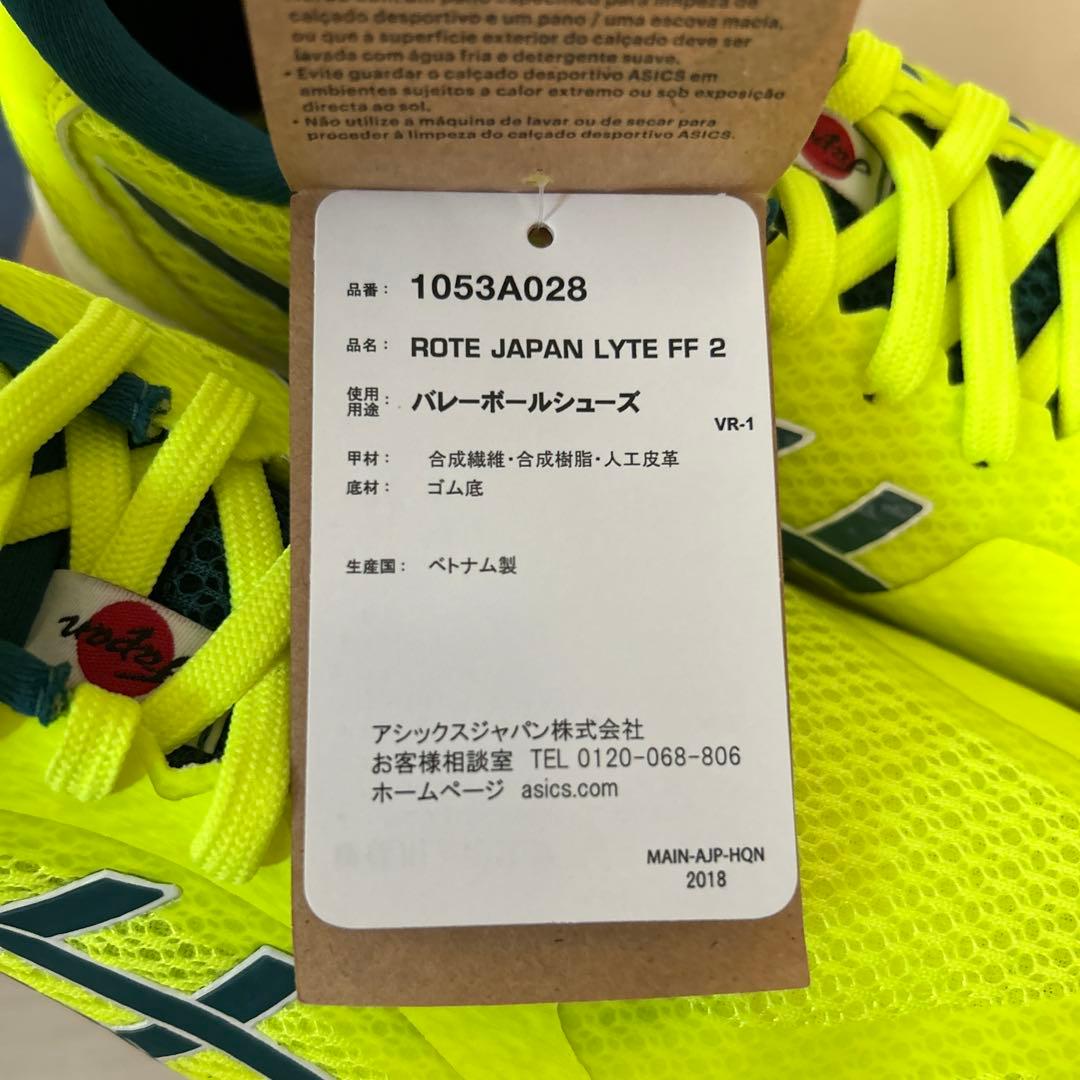 calçado desportivo e um pano / uma escova macia,
ou que a superfície exterior do calçado deve ser
lavada com água fria e detergente suave.
• Evite guardar o calçado desportivo ASICS em
ambientes sujeitos a calor extremo ou sob exposição
directa ao sol.
• Não utilize a máquina de lavar ou de secar para
proceder à limpeza do calçado desportivo ASICS.
品番： 1053A028
品名： ROTE JAPAN LYTE FF 2
使用用途： バレーボールシューズ
VR-1
甲材： 合成繊維・合成樹脂・人工皮革
底材： ゴム底
生産国： ベトナム製
アシックスジャパン株式会社
お客様相談室 TEL 0120-068-806
ホームページ asics.com
MAIN-AJP-HQN
2018